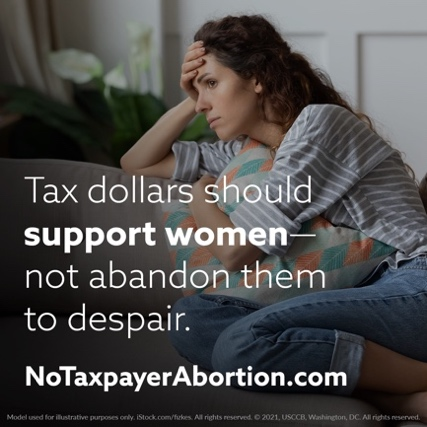 Tax dollars should
support women—
not abandon them
to despair.
NoTaxpayerAbortion.com
Model used for illustrative purposes only. iStock.com/fizkes. All rights reserved. © 2021, USCCB, Washington, DC. All rights reserved.